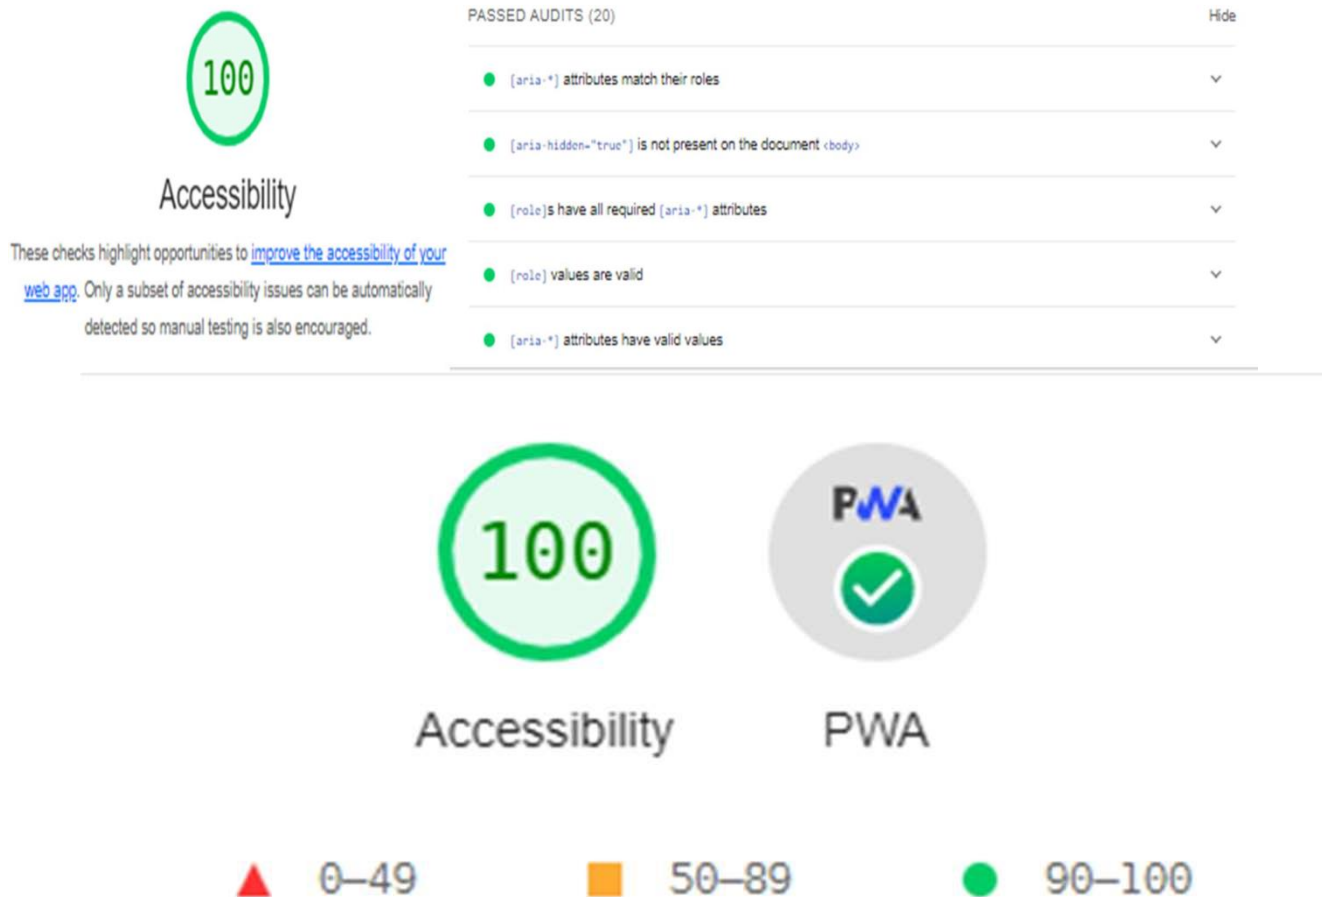 100
Accessibility
These checks highlight opportunities to improve the accessibility of your
web app. Only a subset of accessibility issues can be automatically
detected so manual testing is also encouraged.
PASSED AUDITS (20) Hide
[aria-*] attributes match their roles
[aria-hidden="true"] is not present on the document <body>
[role]s have all required [aria-*] attributes
[role] values are valid
[aria-*] attributes have valid values
100
Accessibility
PWA
PWA
0–49
50–89
90–100